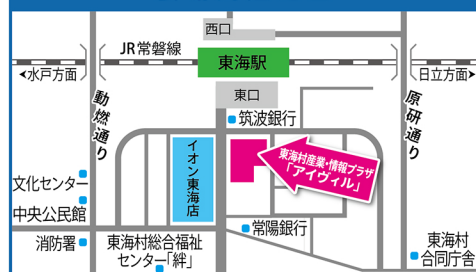 西口
JR常磐線
東海駅
水戸方面
日立方面
動燃通り
東口
原研通り
筑波銀行
イオン東海店
東海村産業・情報プラザ
「アイヴィル」
文化センター
中央公民館
常陽銀行
消防署
東海村総合福祉
センター「絆」
東海村
合同庁舎